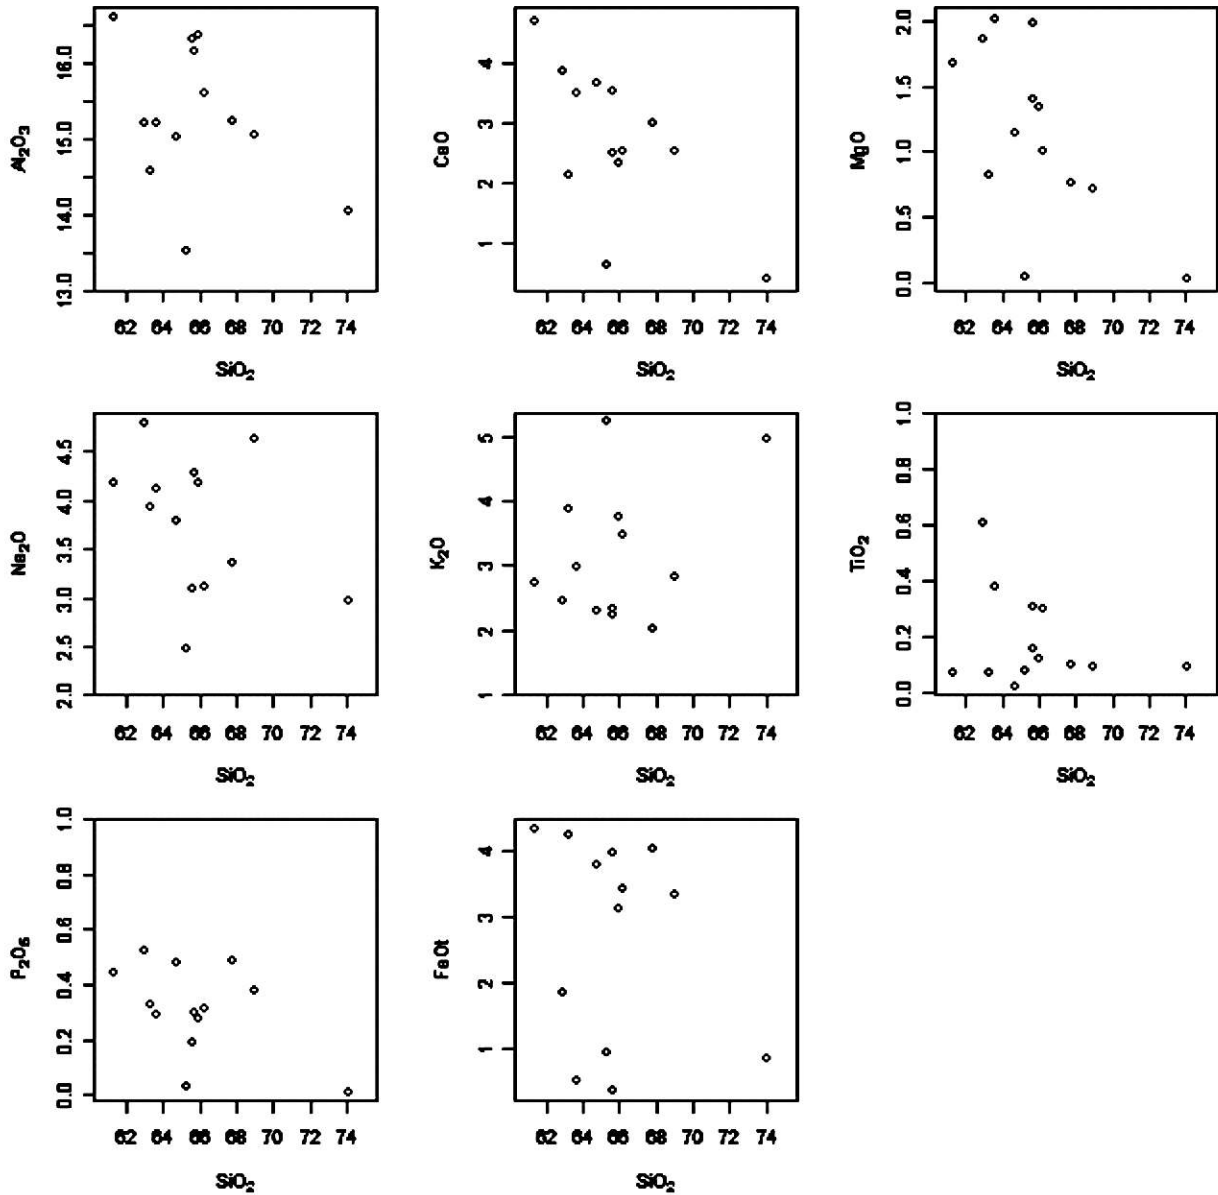 Al₂O₃
13.0 14.0 15.0 16.0
62 64 66 68 70 72 74
SiO₂
CaO
1 2 3 4
62 64 66 68 70 72 74
SiO₂
MgO
0.0 0.5 1.0 1.5 2.0
62 64 66 68 70 72 74
SiO₂
Na₂O
2.0 2.5 3.0 3.5 4.0 4.5
62 64 66 68 70 72 74
SiO₂
K₂O
1 2 3 4 5
62 64 66 68 70 72 74
SiO₂
TiO₂
0.0 0.2 0.4 0.6 0.8 1.0
62 64 66 68 70 72 74
SiO₂
P₂O₅
0.0 0.2 0.4 0.6 0.8 1.0
62 64 66 68 70 72 74
SiO₂
FeOt
1 2 3 4
62 64 66 68 70 72 74
SiO₂